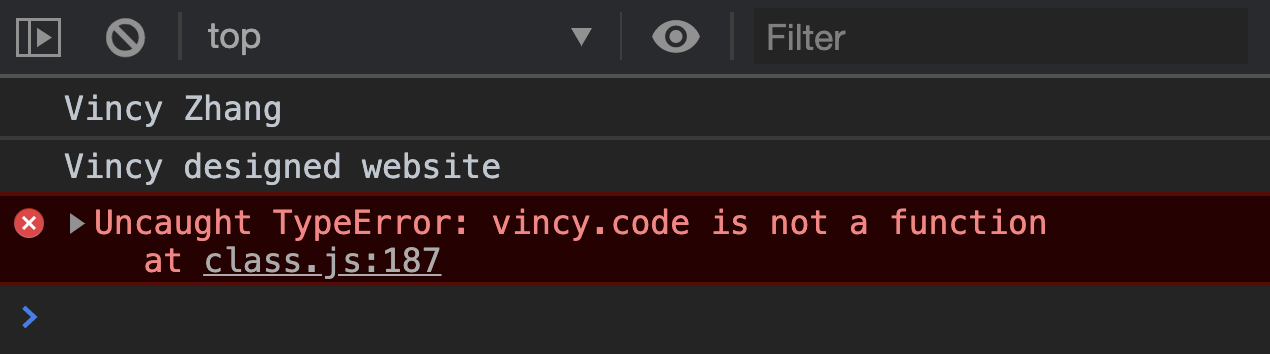 top
Filter
Vincy Zhang
Vincy designed website
Uncaught TypeError: vincy.code is not a function
at class.js:187